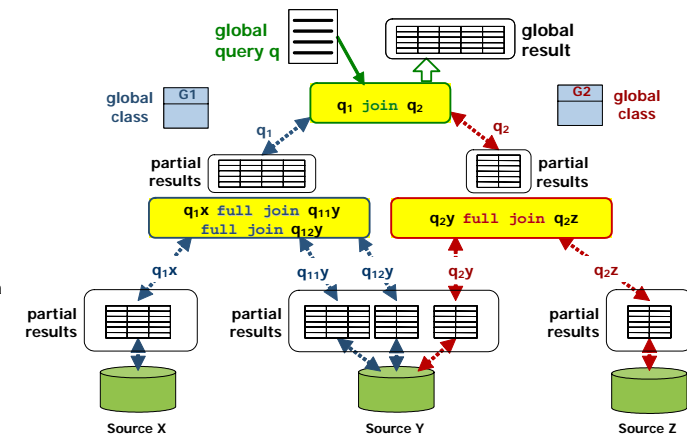 global
query q
global
result
global
class
G1
G2
global
class
q1 join q2
q1
q2
partial
results
partial
results
q1x full join q11y
full join q12y
q2y full join q2z
q1x
q11y
q12y
q2y
q2z
partial
results
partial
results
partial
results
Source X
Source Y
Source Z